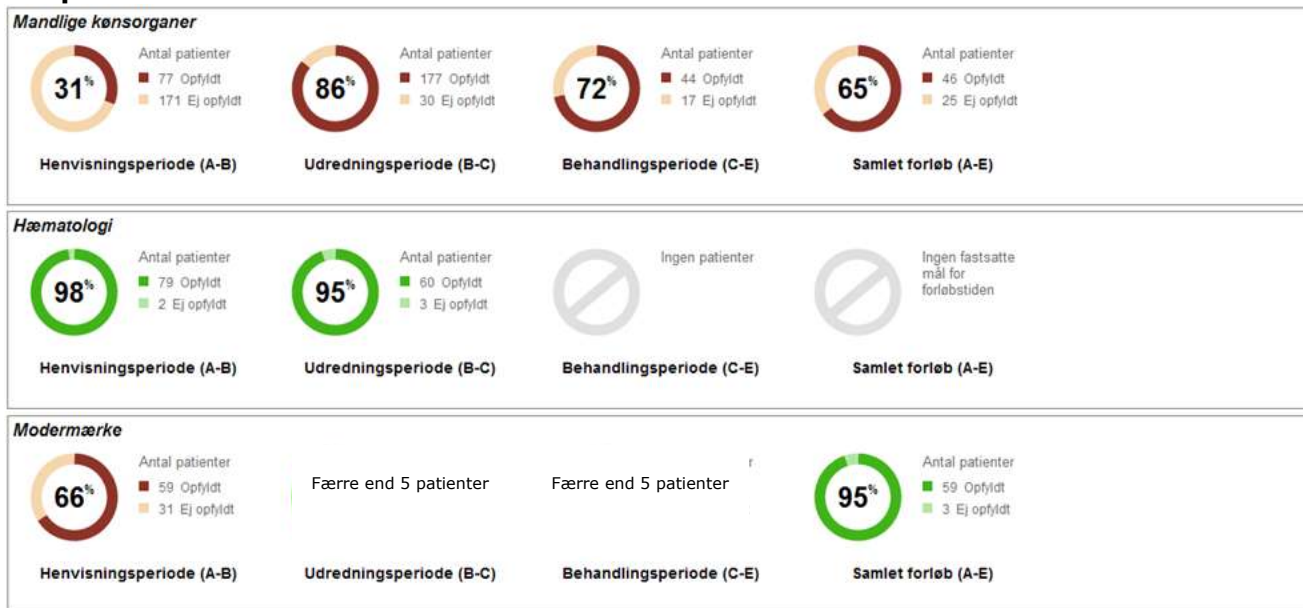 Mandlige kønsorganer
31%
Antal patienter
77 Opfyldt
171 Ej opfyldt
Henvisningsperiode (A-B)
86%
Antal patienter
177 Opfyldt
30 Ej opfyldt
Udredningsperiode (B-C)
72%
Antal patienter
44 Opfyldt
17 Ej opfyldt
Behandlingsperiode (C-E)
65%
Antal patienter
46 Opfyldt
25 Ej opfyldt
Samlet forløb (A-E)
Hæmatologi
98%
Antal patienter
79 Opfyldt
2 Ej opfyldt
Henvisningsperiode (A-B)
95%
Antal patienter
60 Opfyldt
3 Ej opfyldt
Udredningsperiode (B-C)
Ingen patienter
Behandlingsperiode (C-E)
Ingen fastsatte
mål for
forløbstiden
Samlet forløb (A-E)
Modermærke
66%
Antal patienter
59 Opfyldt
31 Ej opfyldt
Henvisningsperiode (A-B)
Færre end 5 patienter
Udredningsperiode (B-C)
Færre end 5 patienter
Behandlingsperiode (C-E)
95%
Antal patienter
59 Opfyldt
3 Ej opfyldt
Samlet forløb (A-E)